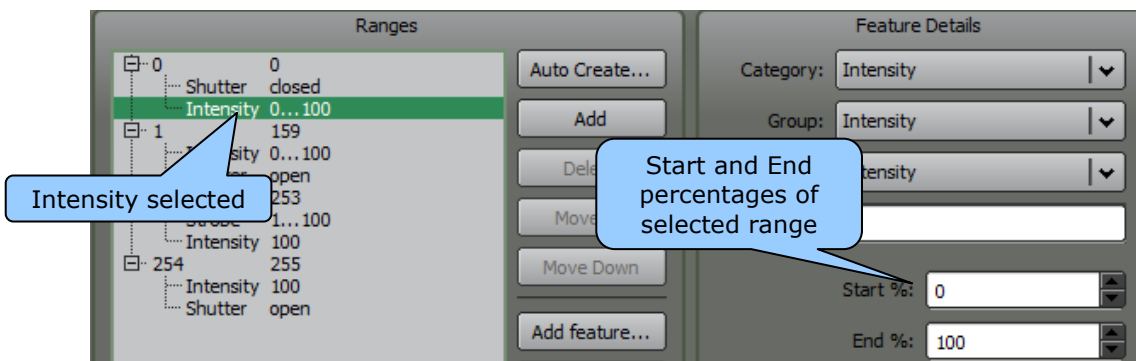 Ranges
Feature Details
0 0
Shutter closed
Intensity 0...100
1 159
0...100
open
253
1...100
Intensity 100
254 255
Intensity 100
Shutter open
Intensity selected
Auto Create...
Add
Move Down
Add feature...
Start and End
percentages of
selected range
Category: Intensity
Group: Intensity
Start %: 0
End %: 100